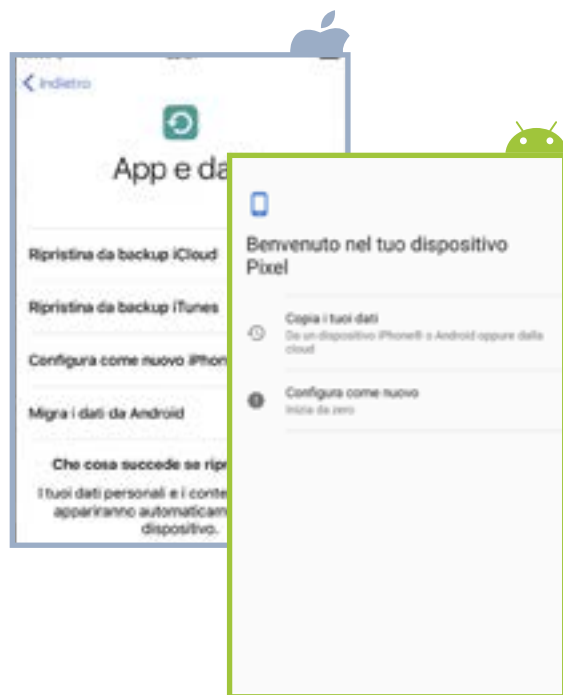 Indietro
App e da
Ripristina da backup iCloud
Ripristina da backup iTunes
Configura come nuovo iPhon
Migra i dati da Android
Che cosa succede se ripr
I tuoi dati personali e i conte
appariranno automaticam
dispositivo.
Benvenuto nel tuo dispositivo
Pixel
Copia i tuoi dati
Da un dispositivo iPhone® o Android oppure dalla
cloud
Configura come nuovo
Inizia da zero